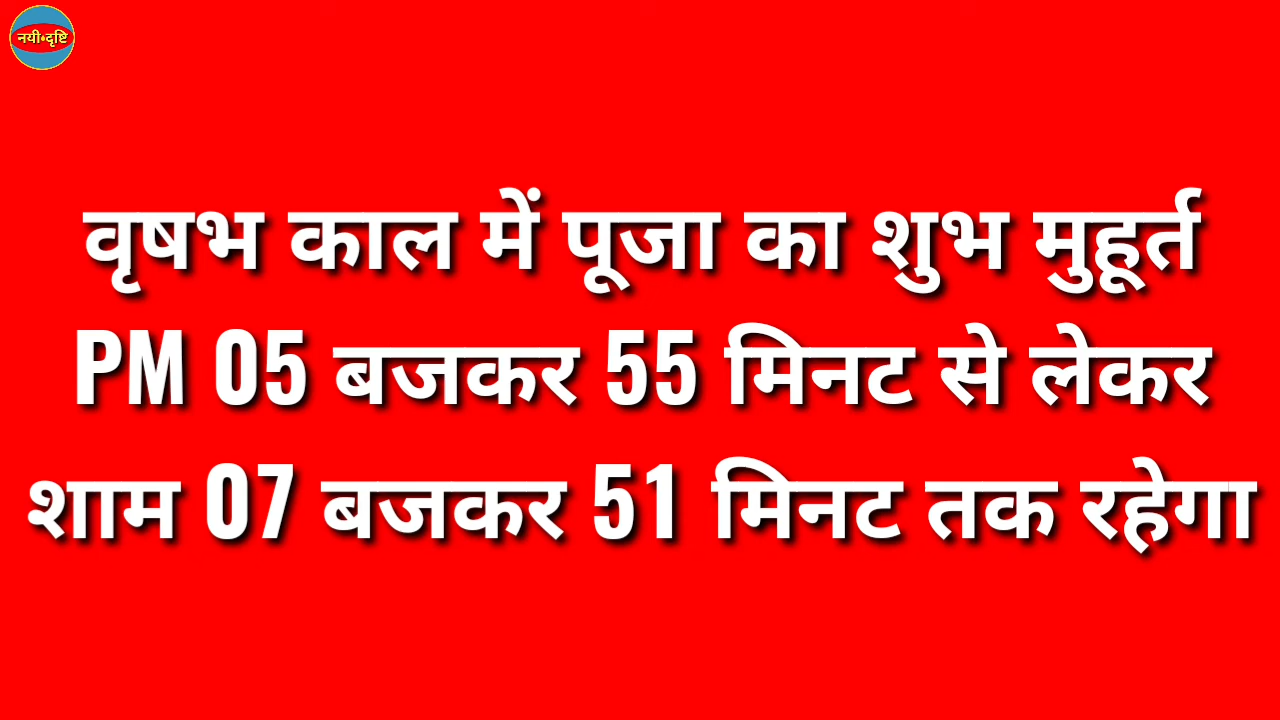 नयी•दृष्टि
वृषभ काल में पूजा का शुभ मुहूर्त
PM 05 बजकर 55 मिनट से लेकर
शाम 07 बजकर 51 मिनट तक रहेगा